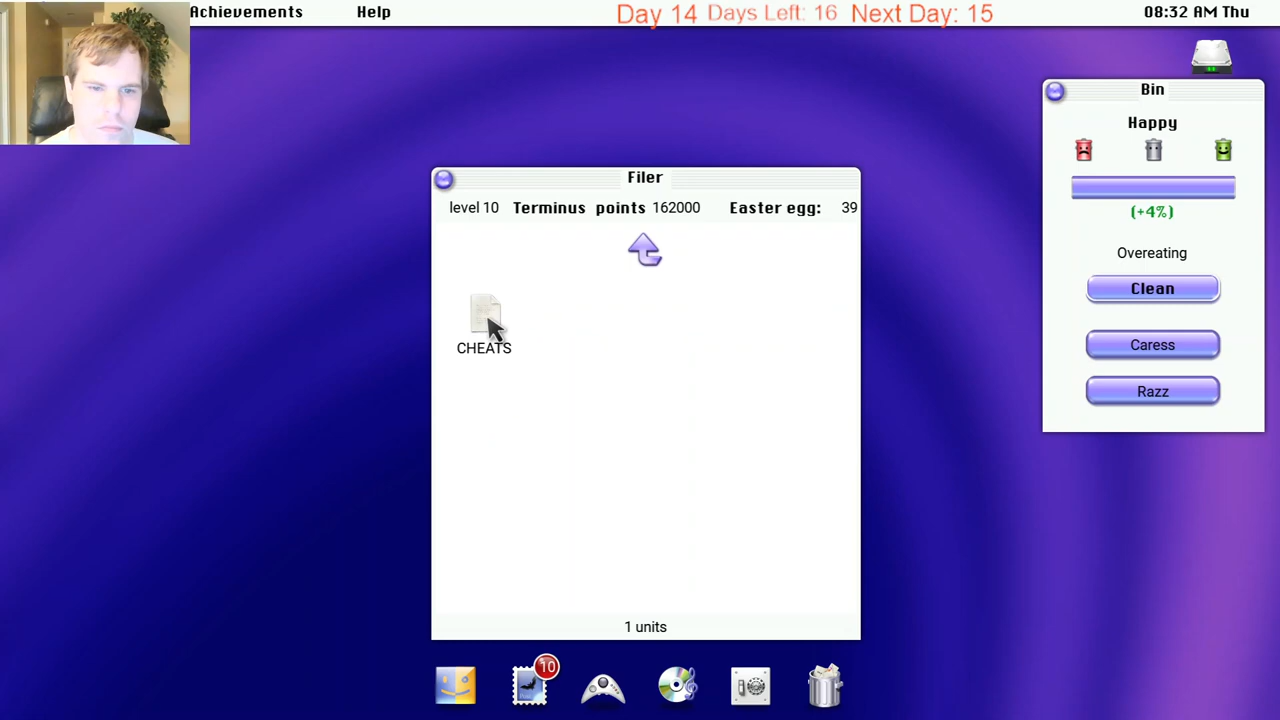 Achievements Help Day 14 Days Left: 16 Next Day: 15 08:32 AM Thu
Bin
Happy
(+4%)
Overeating
Clean
Caress
Razz
Filer
level 10 Terminus points 162000 Easter egg: 39
CHEATS
1 units
10